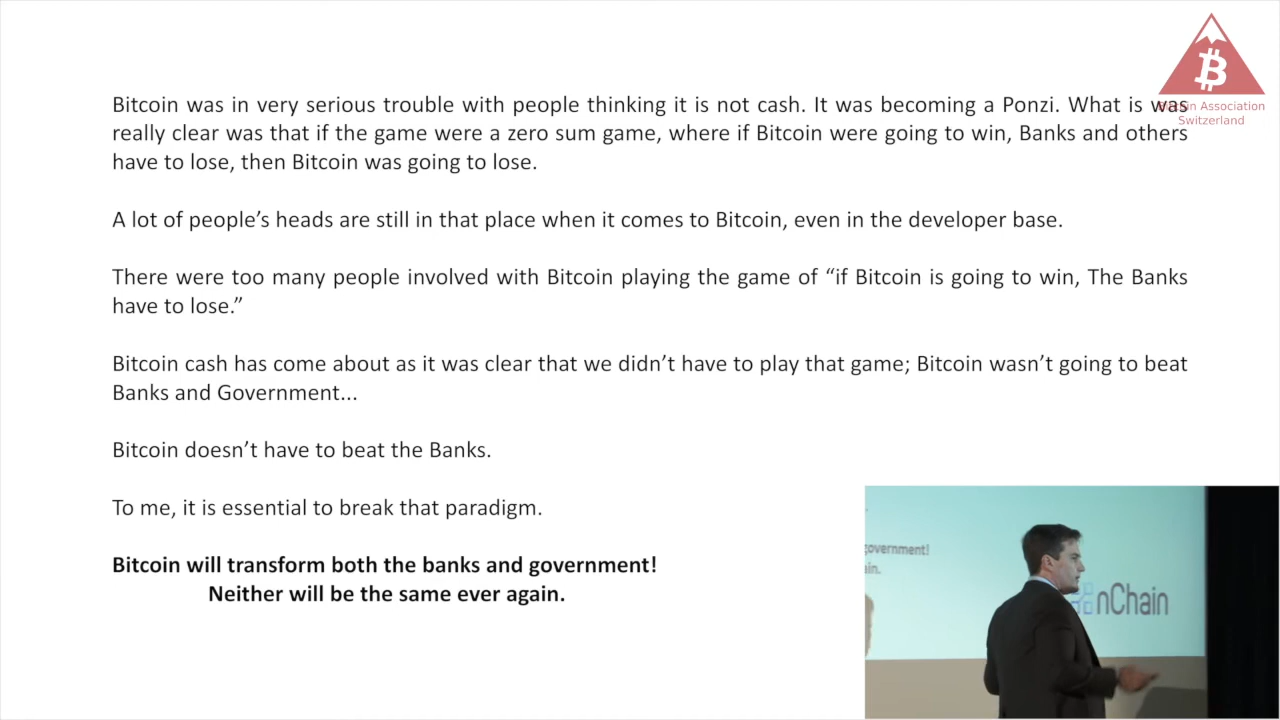 Bitcoin was in very serious trouble with people thinking it is not cash. It was becoming a Ponzi. What is was
Bitcoin Association
Switzerland
really clear was that if the game were a zero sum game, where if Bitcoin were going to win, Banks and others
have to lose, then Bitcoin was going to lose.
A lot of people’s heads are still in that place when it comes to Bitcoin, even in the developer base.
There were too many people involved with Bitcoin playing the game of “if Bitcoin is going to win, The Banks
have to lose.”
Bitcoin cash has come about as it was clear that we didn’t have to play that game; Bitcoin wasn’t going to beat
Banks and Government...
Bitcoin doesn’t have to beat the Banks.
To me, it is essential to break that paradigm.
Bitcoin will transform both the banks and government!
Neither will be the same ever again.
government!
nChain